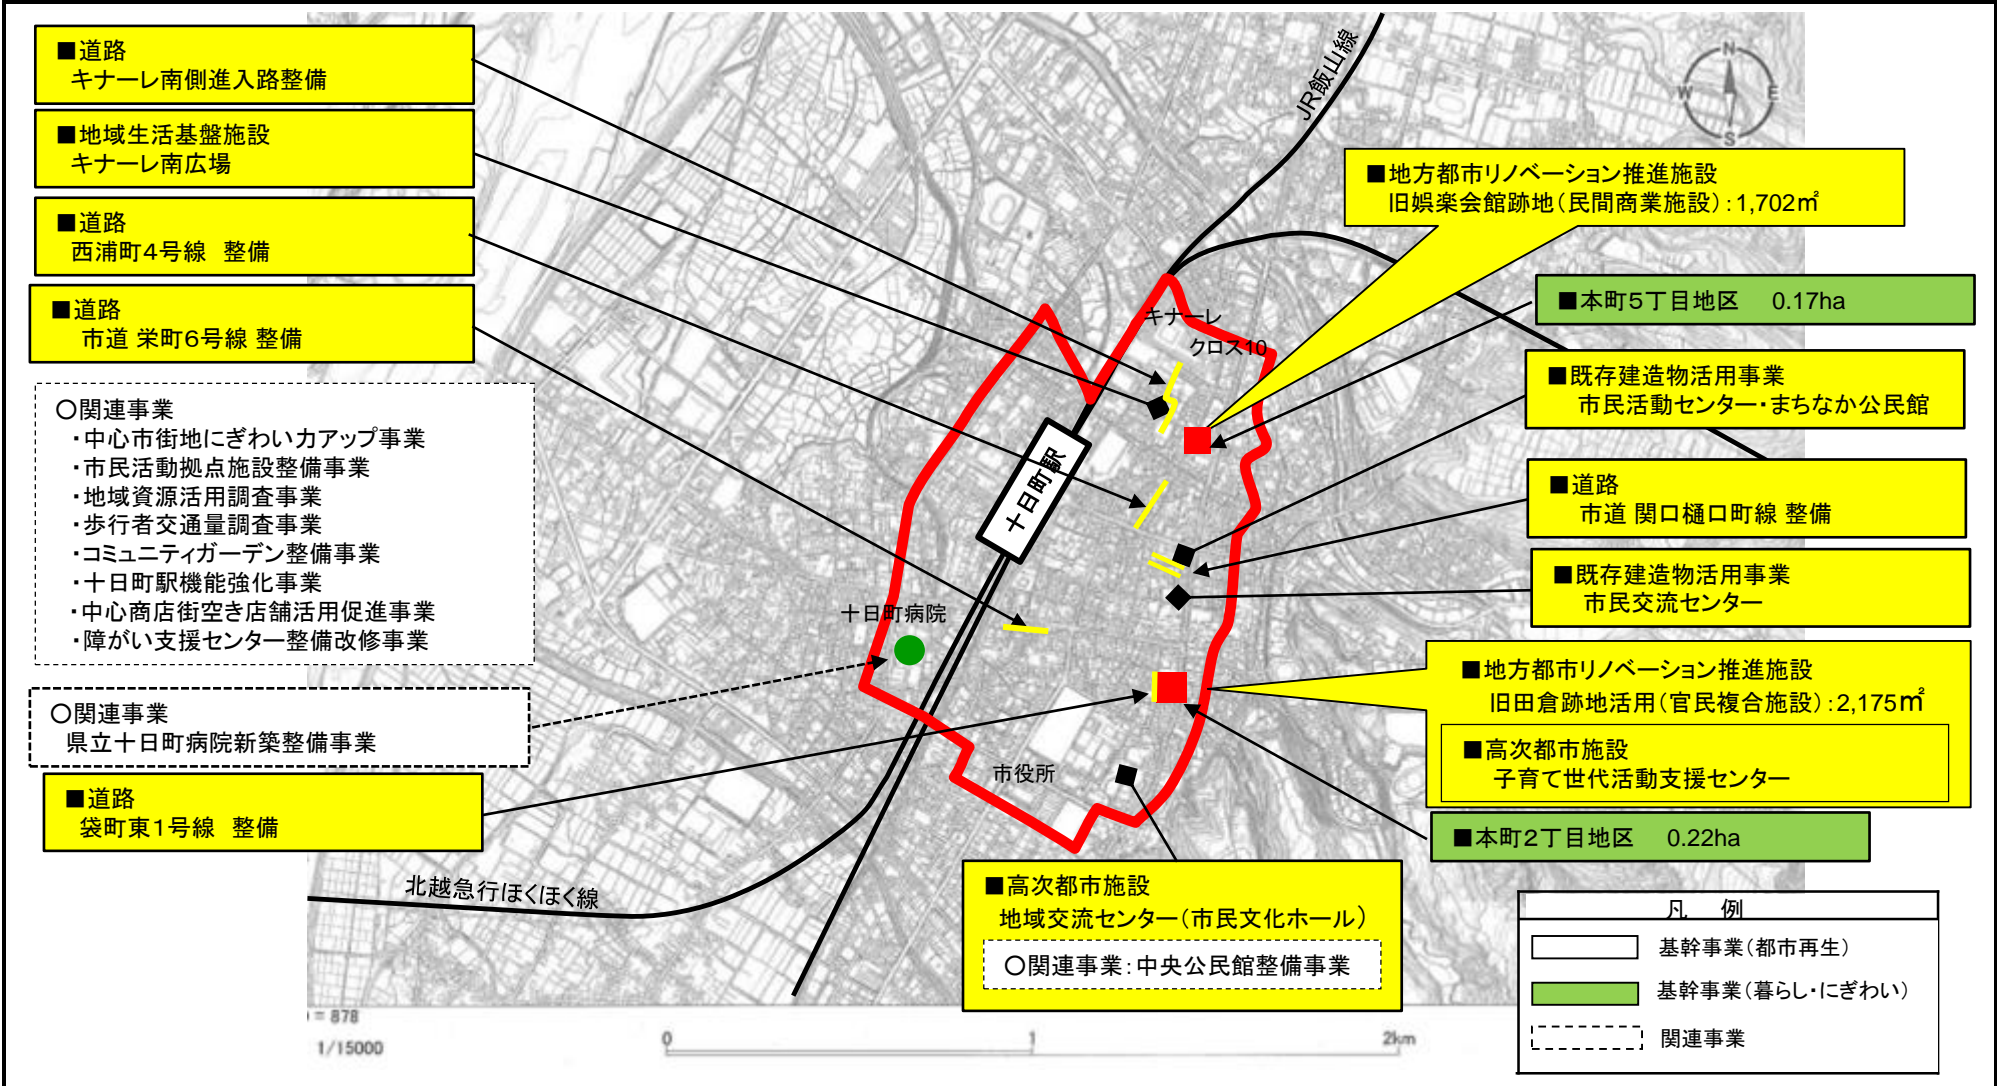 ■道路
キナーレ南側進入路整備
■地域生活基盤施設
キナーレ南広場
■道路
西浦町4号線 整備
■道路
市道 栄町6号線 整備
○関連事業
・中心市街地にぎわい力アップ事業
・市民活動拠点施設整備事業
・地域資源活用調査事業
・歩行者交通量調査事業
・コミュニティガーデン整備事業
・十日町駅機能強化事業
・中心商店街空き店舗活用促進事業
・障がい支援センター整備改修事業
○関連事業
県立十日町病院新築整備事業
■道路
袋町東1号線 整備
JR飯山線
N
W
E
S
■地方都市リノベーション推進施設
旧娯楽会館跡地(民間商業施設):1,702㎡
■本町5丁目地区 0.17ha
■既存建造物活用事業
市民活動センター・まちなか公民館
■道路
市道 関口樋口町線 整備
■既存建造物活用事業
市民交流センター
■地方都市リノベーション推進施設
旧田倉跡地活用(官民複合施設):2,175㎡
■高次都市施設
子育て世代活動支援センター
■本町2丁目地区 0.22ha
キナーレ
クロス10
十日町駅
十日町病院
市役所
北越急行ほくほく線
■高次都市施設
地域交流センター(市民文化ホール)
○関連事業:中央公民館整備事業
凡 例
基幹事業(都市再生)
基幹事業(暮らし・にぎわい)
関連事業
= 878
1/15000
0
1
2km